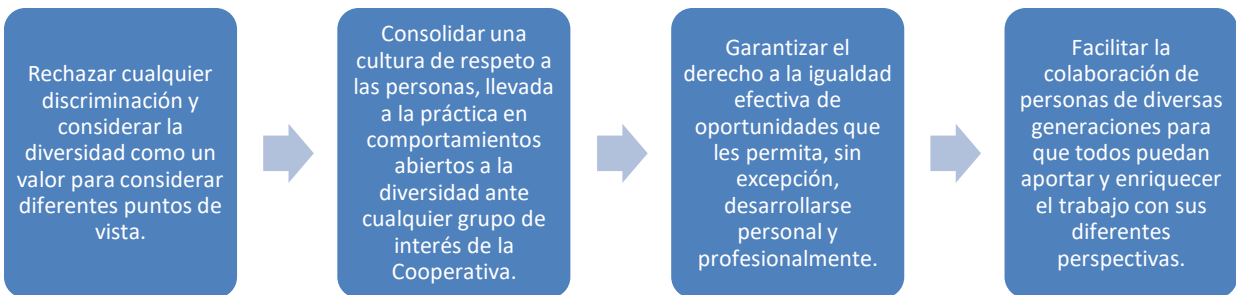 Rechazar cualquier
discriminación y
considerar la
diversidad como un
valor para considerar
diferentes puntos de
vista.
Consolidar una
cultura de respeto a
las personas, llevada
a la práctica en
comportamientos
abiertos a la
diversidad ante
cualquier grupo de
interés de la
Cooperativa.
Garantizar el
derecho a la igualdad
efectiva de
oportunidades que
les permita, sin
excepción,
desarrollarse
personal y
profesionalmente.
Facilitar la
colaboración de
personas de diversas
generaciones para
que todos puedan
aportar y enriquecer
el trabajo con sus
diferentes
perspectivas.